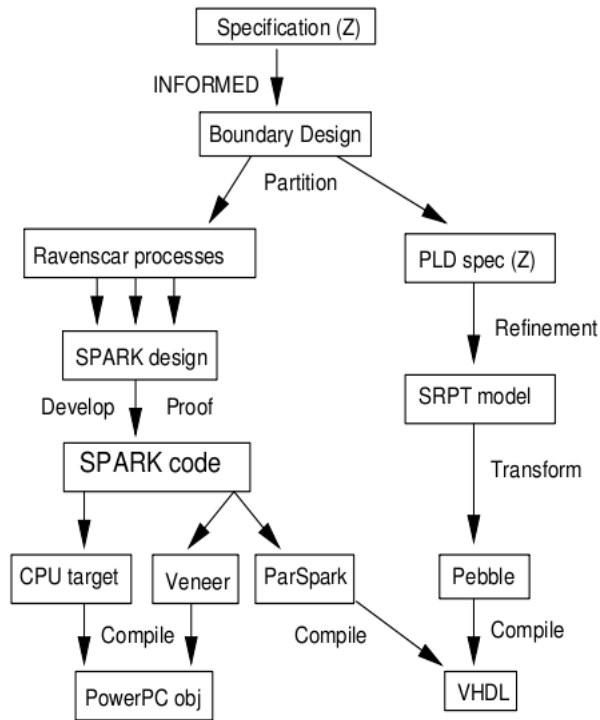 Specification (Z)
INFORMED
Boundary Design
Partition
Ravenscar processes
PLD spec (Z)
Refinement
SPARK design
SRPT model
Develop
Proof
SPARK code
Transform
CPU target
Veneer
ParSpark
Pebble
Compile
Compile
Compile
PowerPC obj
VHDL